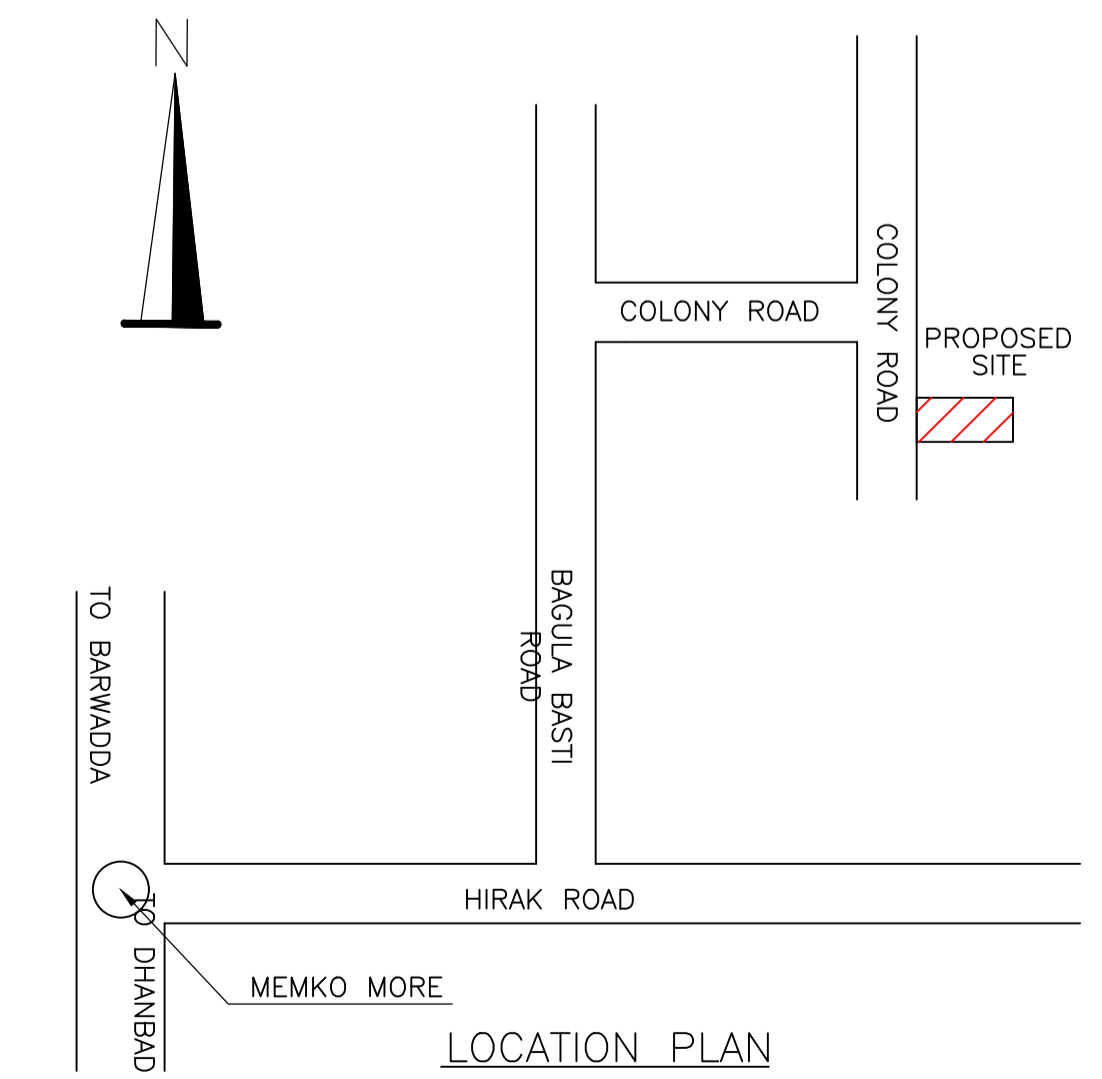 N
COLONY ROAD
COLONY ROAD
PROPOSED
SITE
BAGULA BASTI
ROAD
TO BARWADDA
HIRAK ROAD
TO DHANBAD
MEMKO MORE
LOCATION PLAN